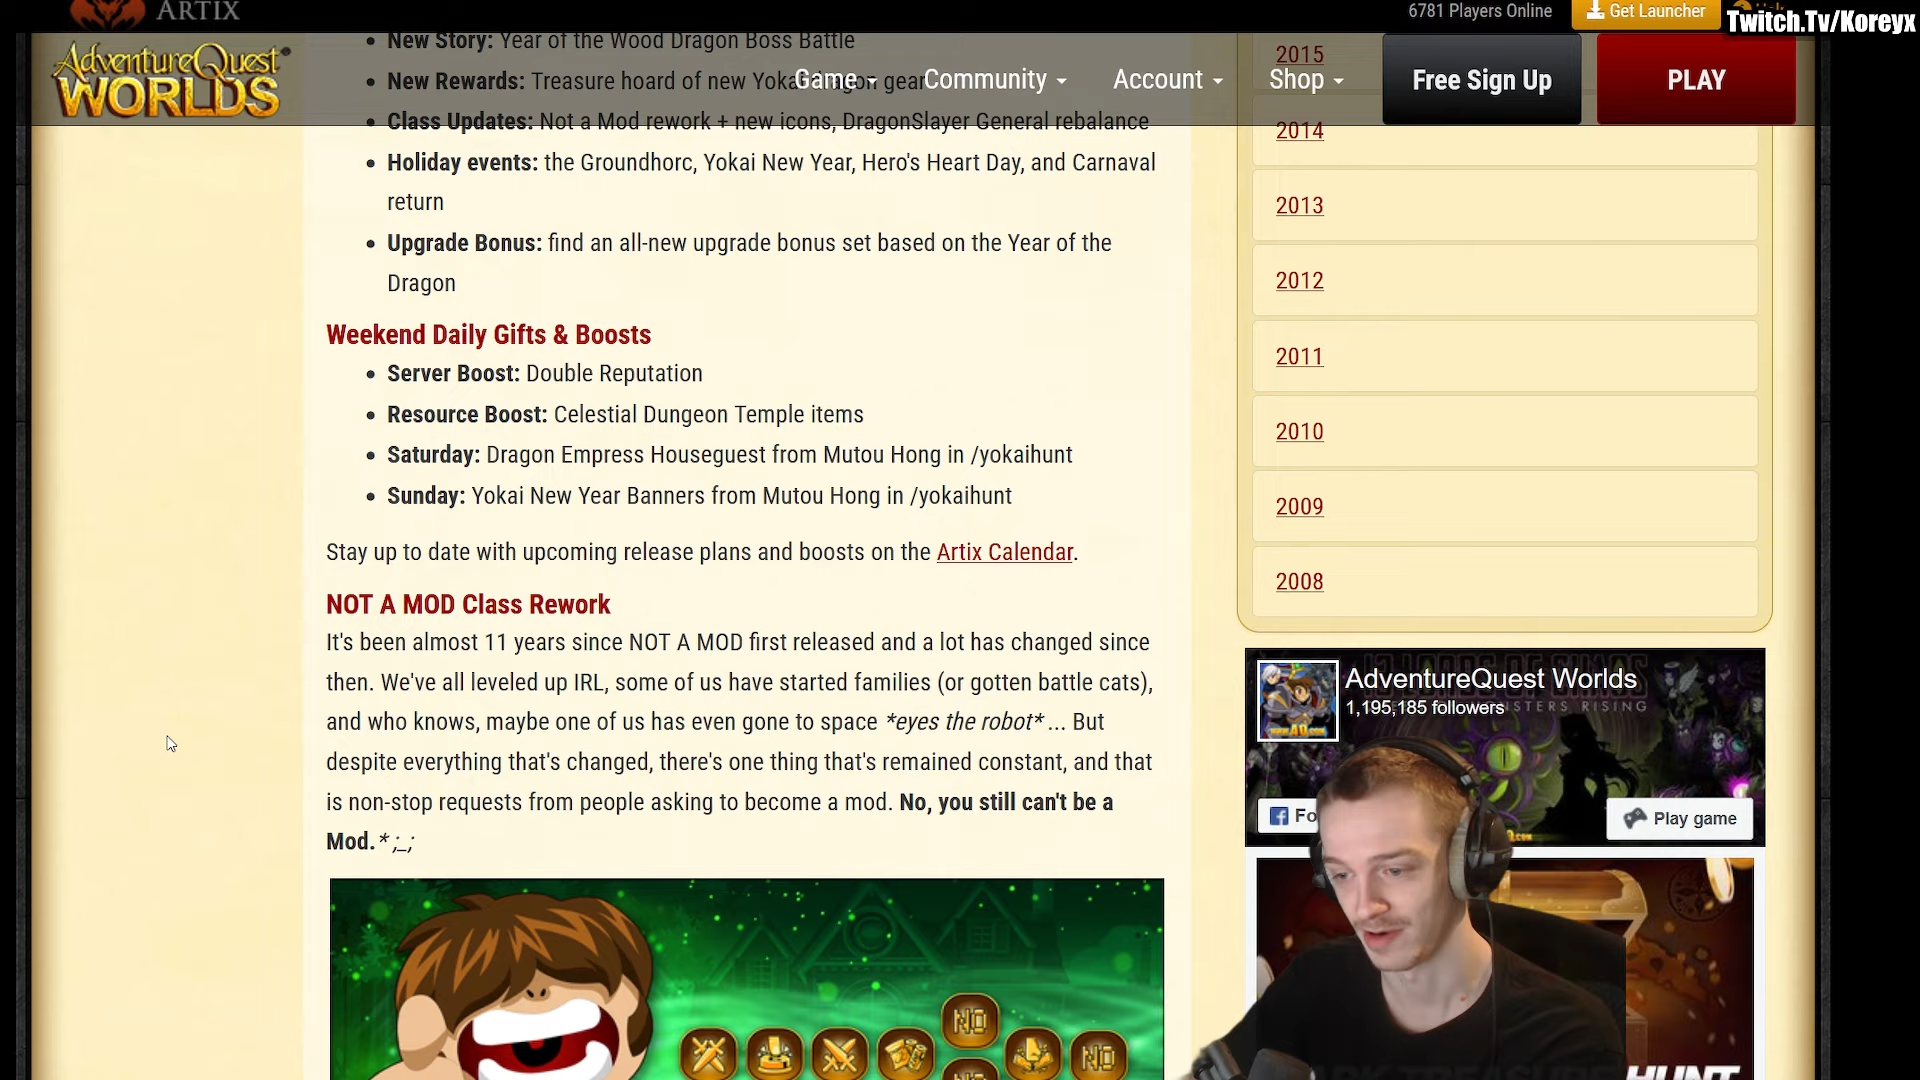 ARTIX
6781 Players Online
Get Launcher
Twitch.Tv/Koreyx
AdventureQuest
WORLDS
Game
Community
Account
Shop
Free Sign Up
PLAY
New Story: Year of the Wood Dragon Boss Battle
New Rewards: Treasure hoard of new Yokai Dragon gear
Class Updates: Not a Mod rework + new icons, DragonSlayer General rebalance
Holiday events: the Groundhorc, Yokai New Year, Hero's Heart Day, and Carnaval
return
Upgrade Bonus: find an all-new upgrade bonus set based on the Year of the
Dragon
Weekend Daily Gifts & Boosts
Server Boost: Double Reputation
Resource Boost: Celestial Dungeon Temple items
Saturday: Dragon Empress Houseguest from Mutou Hong in /yokaihunt
Sunday: Yokai New Year Banners from Mutou Hong in /yokaihunt
Stay up to date with upcoming release plans and boosts on the Artix Calendar.
NOT A MOD Class Rework
It's been almost 11 years since NOT A MOD first released and a lot has changed since
then. We've all leveled up IRL, some of us have started families (or gotten battle cats),
and who knows, maybe one of us has even gone to space *eyes the robot* ... But
despite everything that's changed, there's one thing that's remained constant, and that
is non-stop requests from people asking to become a mod. No, you still can't be a
Mod.* ;_;
NO
NO
2015
2014
2013
2012
2011
2010
2009
2008
AdventureQuest Worlds
1,195,185 followers
Fo
Play game
HUNT